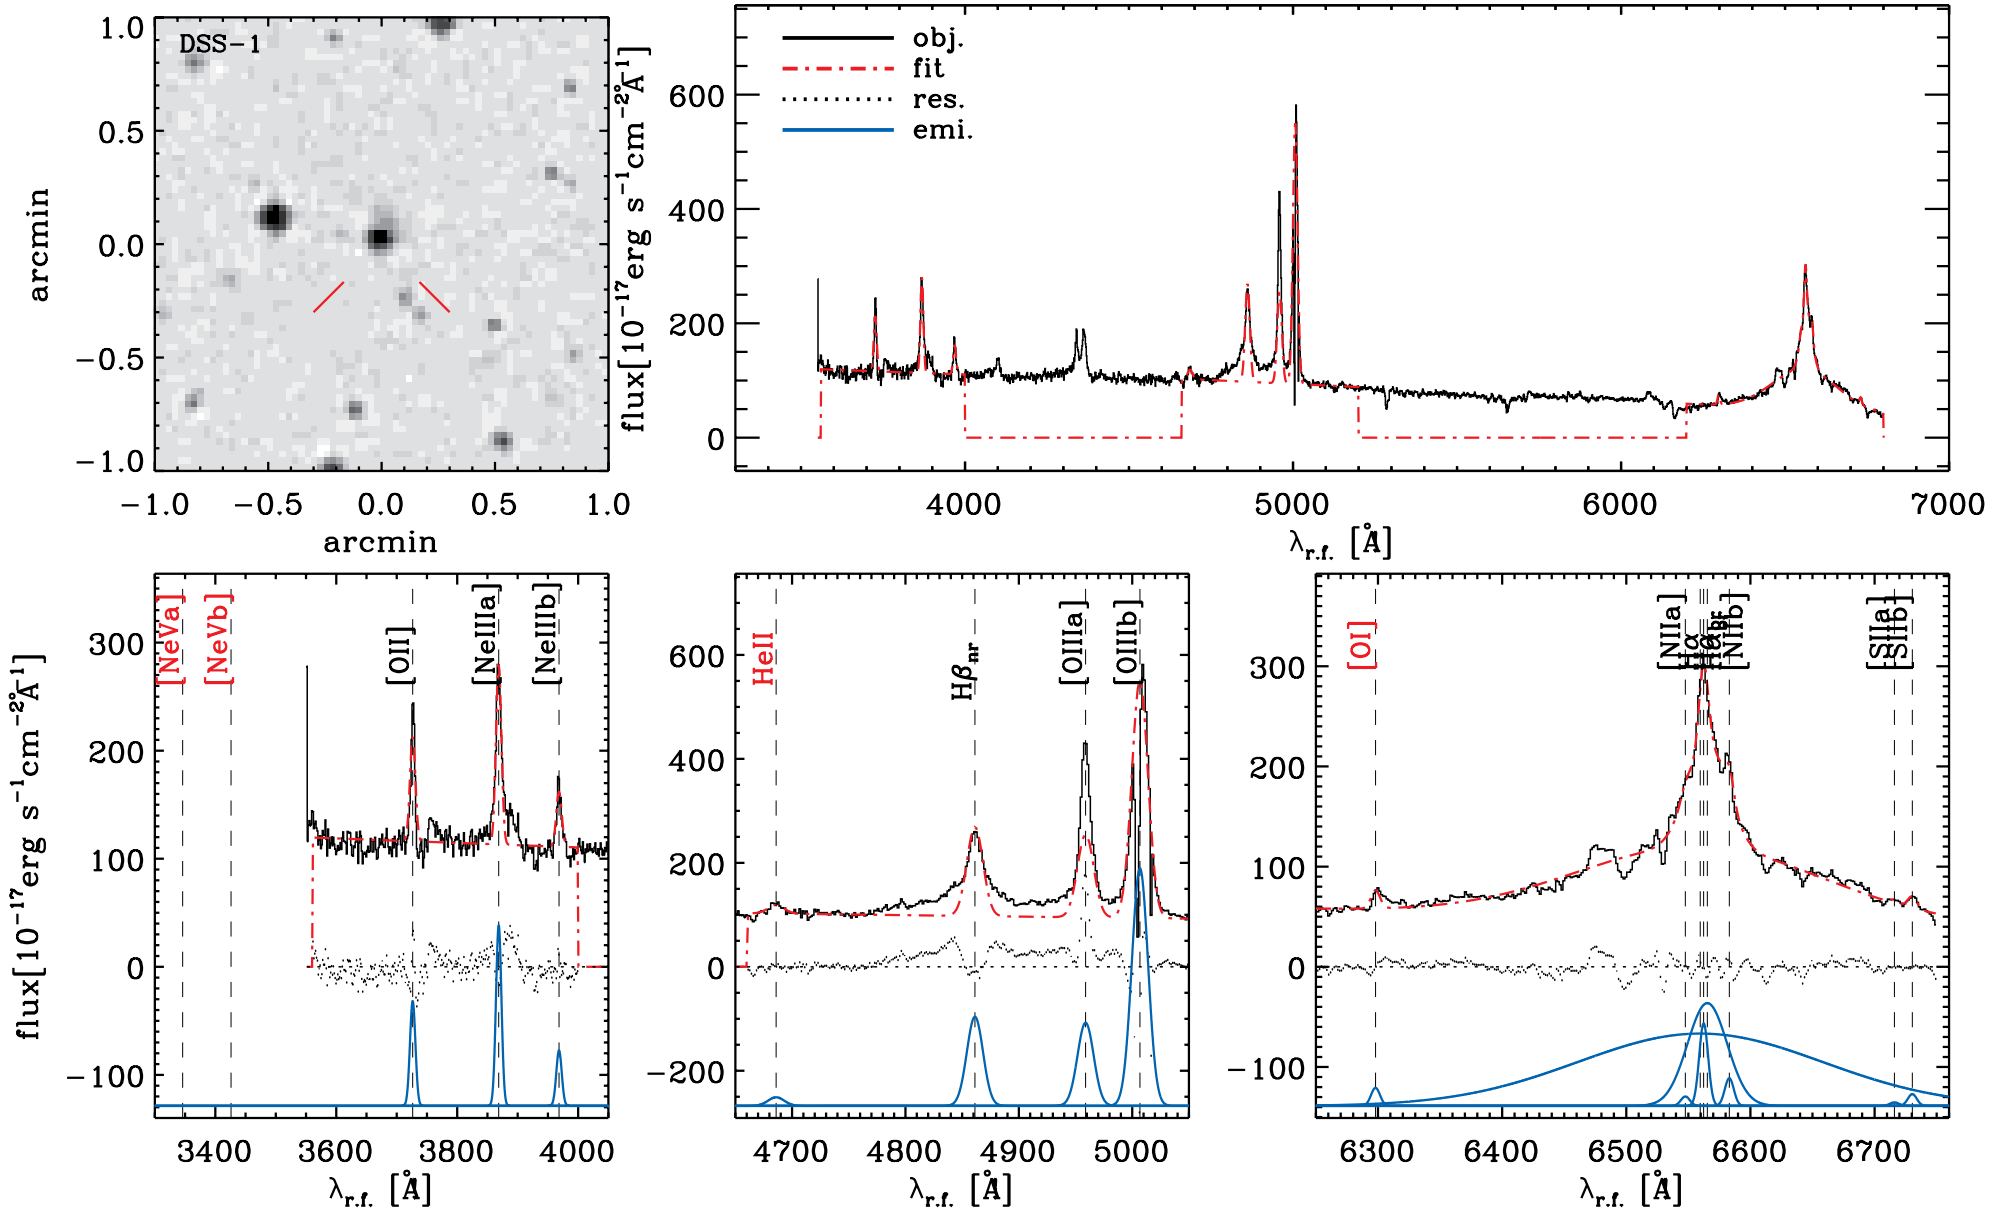 DSS-1
1.0
0.5
0.0
−0.5
−1.0
−1.0 −0.5 0.0 0.5 1.0
arcmin
arcmin
obj.
fit
res.
emi.
600
400
200
0
flux[10⁻¹⁷erg s⁻¹cm⁻²Å⁻¹]
4000 5000 6000 7000
λr.f. [Å]
[NeVa] [NeVb] [OII] [NeIIIa] [NeIIIb]
300
200
100
0
−100
flux[10⁻¹⁷erg s⁻¹cm⁻²Å⁻¹]
3400 3600 3800 4000
λr.f. [Å]
HeII Hβnr [OIIIa] [OIIIb]
600
400
200
0
−200
4700 4800 4900 5000
λr.f. [Å]
[OI] [NIIa] Hα Hαbr [NIIb] [SIIa] [SIIb]
300
200
100
0
−100
6300 6400 6500 6600 6700
λr.f. [Å]